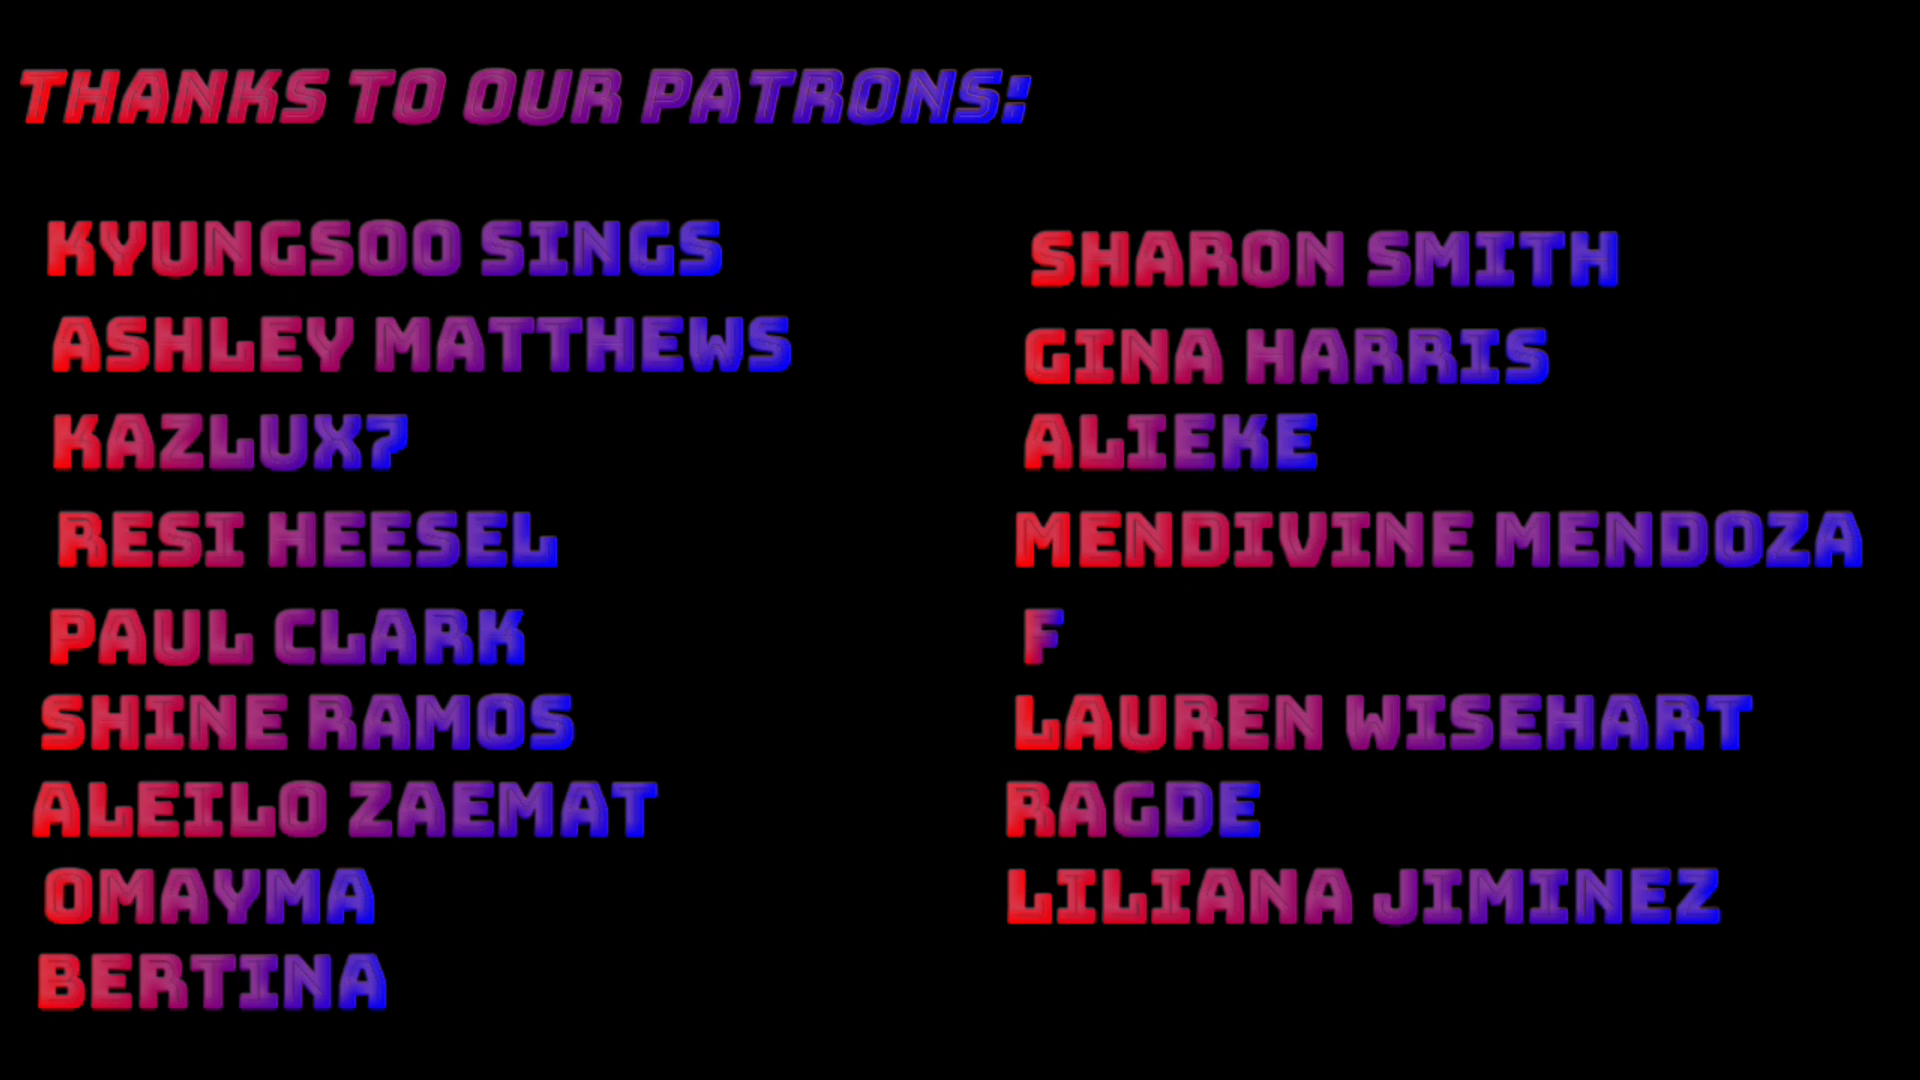 THANKS TO OUR PATRONS:
KYUNGSOO SINGS
ASHLEY MATTHEWS
KAZLUX7
RESI HEESEL
PAUL CLARK
SHINE RAMOS
ALEILO ZAEMAT
OMAYMA
BERTINA
SHARON SMITH
GINA HARRIS
ALIEKE
MENDIVINE MENDOZA
F
LAUREN WISEHART
RAGDE
LILIANA JIMINEZ